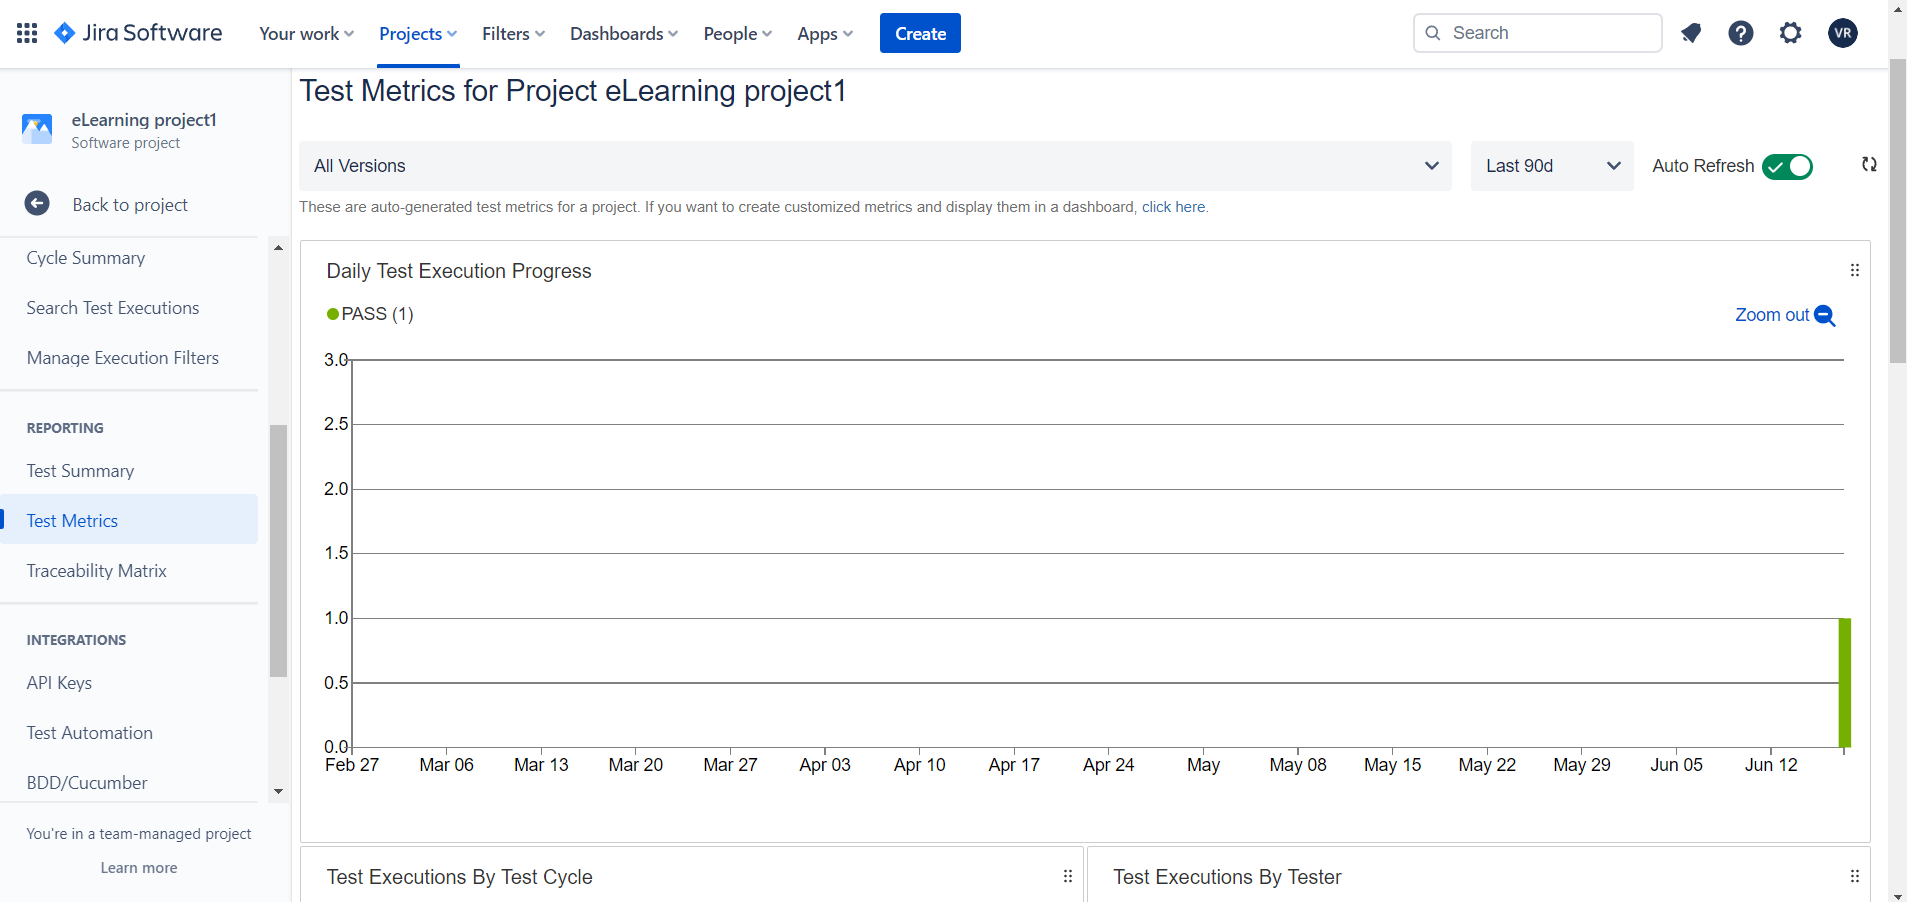 Jira Software
Your work
Projects
Filters
Dashboards
People
Apps
Create
Search
VR
eLearning project1
Software project
Back to project
Cycle Summary
Search Test Executions
Manage Execution Filters
REPORTING
Test Summary
Test Metrics
Traceability Matrix
INTEGRATIONS
API Keys
Test Automation
BDD/Cucumber
You're in a team-managed project
Learn more
Test Metrics for Project eLearning project1
All Versions
Last 90d
Auto Refresh
These are auto-generated test metrics for a project. If you want to create customized metrics and display them in a dashboard, click here.
Daily Test Execution Progress
PASS (1)
Zoom out
3.0
2.5
2.0
1.5
1.0
0.5
0.0
Feb 27 Mar 06 Mar 13 Mar 20 Mar 27 Apr 03 Apr 10 Apr 17 Apr 24 May May 08 May 15 May 22 May 29 Jun 05 Jun 12
Test Executions By Test Cycle
Test Executions By Tester